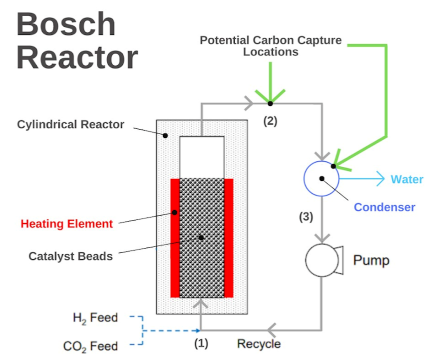 Bosch
Reactor
Potential Carbon Capture
Locations
(2)
Cylindrical Reactor
Water
Condenser
(3)
Heating Element
Catalyst Beads
Pump
H₂ Feed
CO₂ Feed
(1)
Recycle